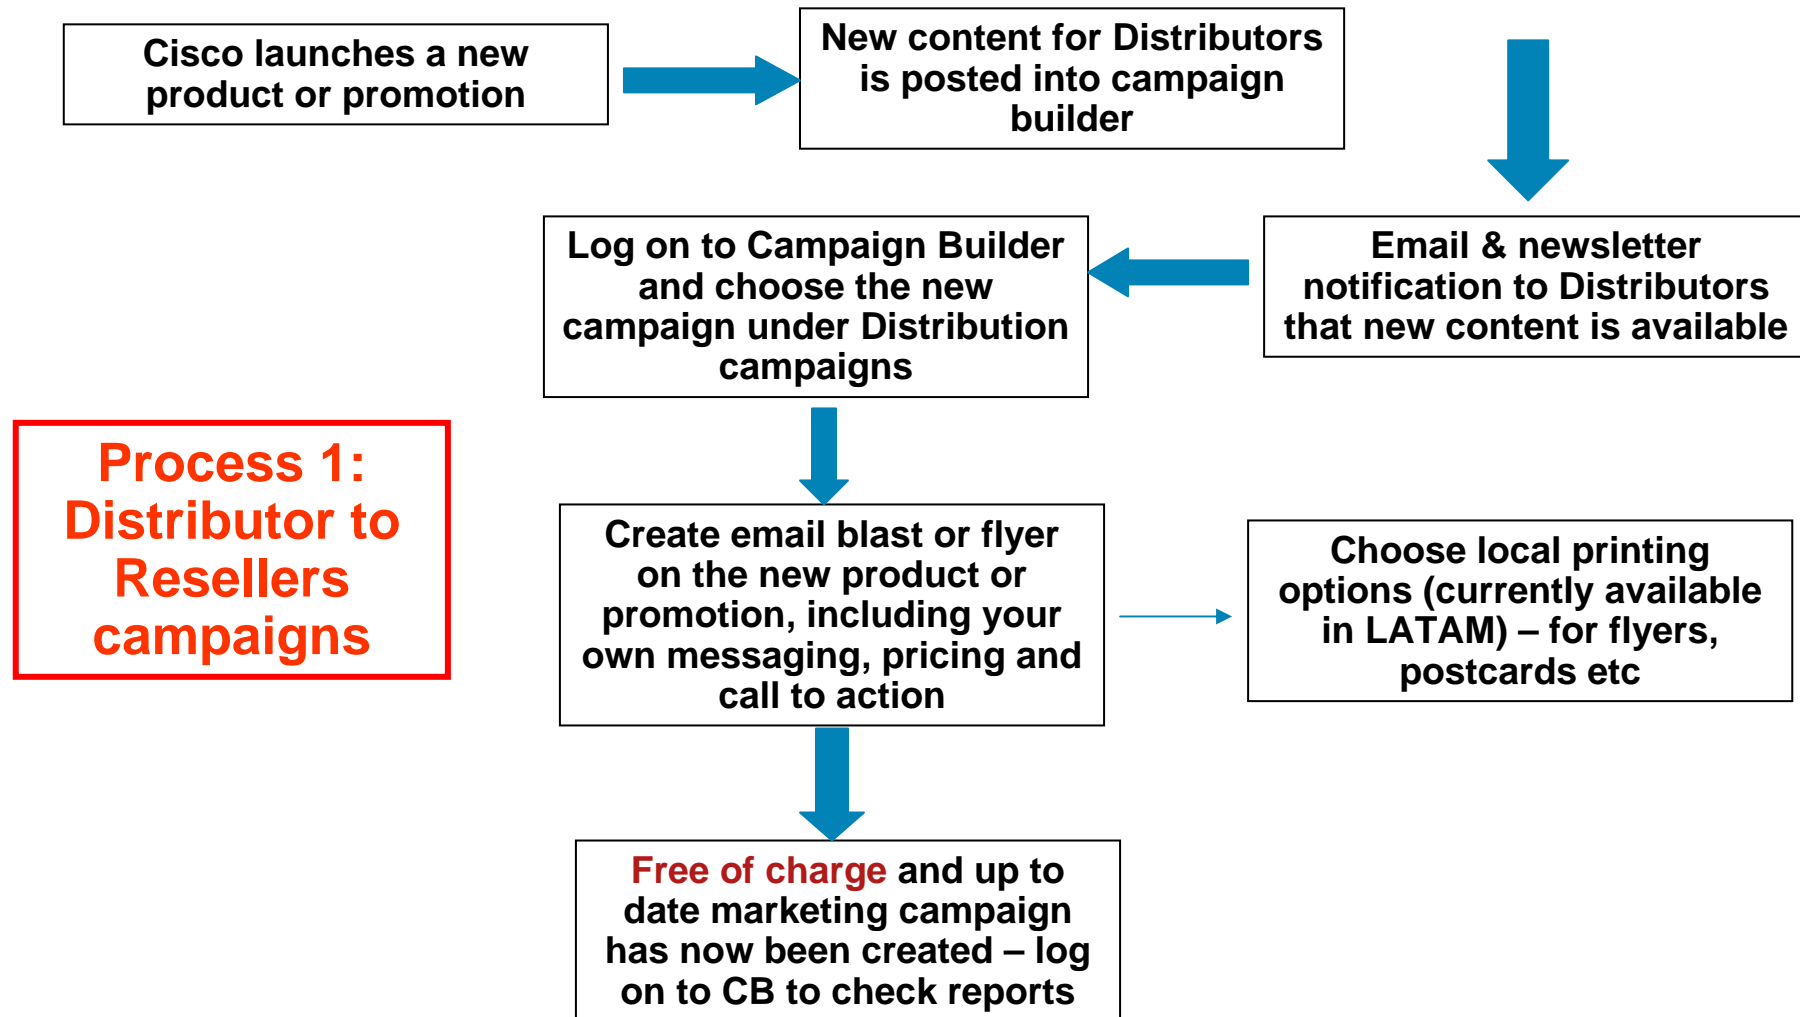 Cisco launches a new
product or promotion
New content for Distributors
is posted into campaign
builder
Email & newsletter
notification to Distributors
that new content is available
Log on to Campaign Builder
and choose the new
campaign under Distribution
campaigns
Process 1:
Distributor to
Resellers
campaigns
Create email blast or flyer
on the new product or
promotion, including your
own messaging, pricing and
call to action
Choose local printing
options (currently available
in LATAM) – for flyers,
postcards etc
Free of charge and up to
date marketing campaign
has now been created – log
on to CB to check reports